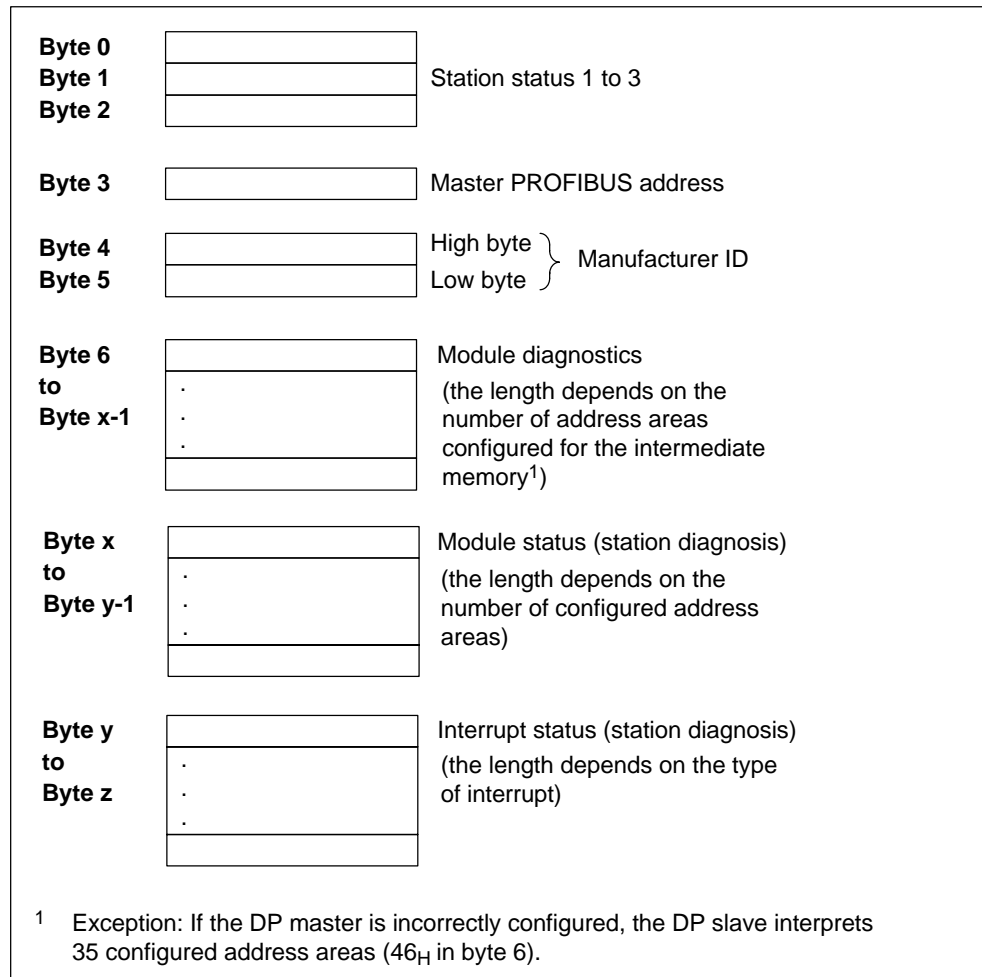 Byte 0
Byte 1 Station status 1 to 3
Byte 2
Byte 3 Master PROFIBUS address
Byte 4 High byte
Manufacturer ID
Byte 5 Low byte
Byte 6 Module diagnostics
to (the length depends on the
Byte x-1 number of address areas
configured for the intermediate
memory1)
Byte x Module status (station diagnosis)
to (the length depends on the
Byte y-1 number of configured address
areas)
Byte y Interrupt status (station diagnosis)
to (the length depends on the type
Byte z of interrupt)
1 Exception: If the DP master is incorrectly configured, the DP slave interprets
35 configured address areas (46H in byte 6).